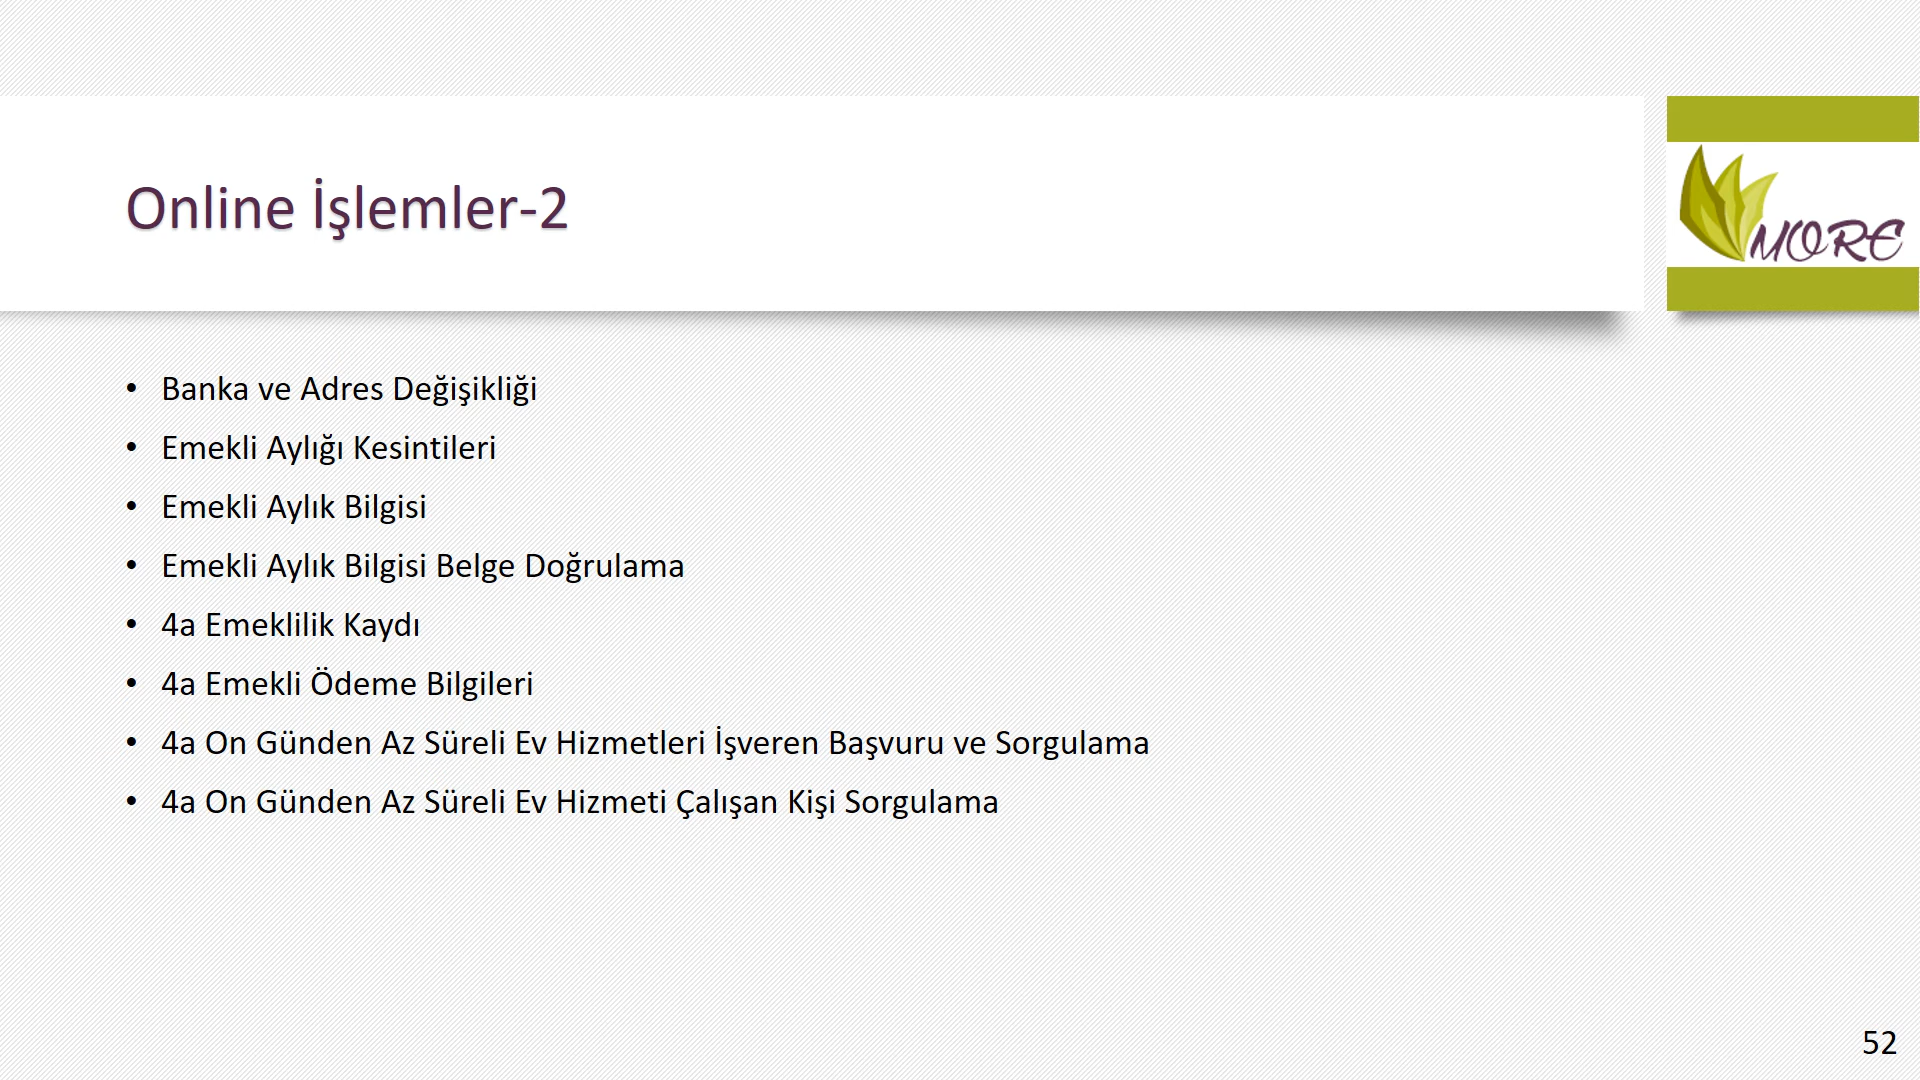 Online İşlemler-2
MORE
• Banka ve Adres Değişikliği
• Emekli Aylığı Kesintileri
• Emekli Aylık Bilgisi
• Emekli Aylık Bilgisi Belge Doğrulama
• 4a Emeklilik Kaydı
• 4a Emekli Ödeme Bilgileri
• 4a On Günden Az Süreli Ev Hizmetleri İşveren Başvuru ve Sorgulama
• 4a On Günden Az Süreli Ev Hizmeti Çalışan Kişi Sorgulama
52